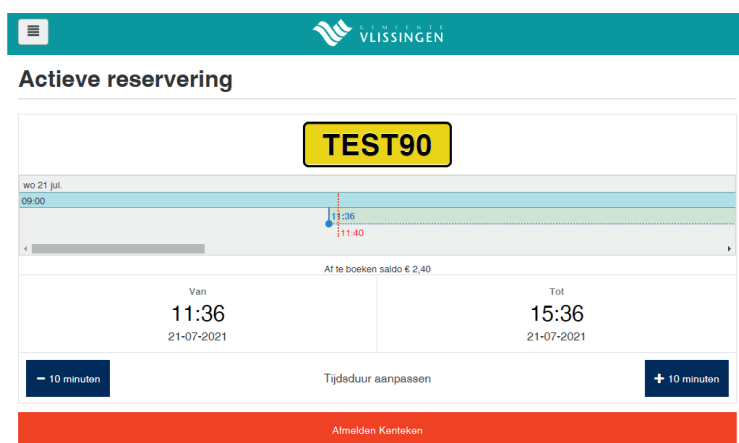 GEMEENTE
VLISSINGEN
Actieve reservering
TEST90
wo 21 jul.
09:00
11:36
11:40
Af te boeken saldo € 2,40
Van
11:36
21-07-2021
Tot
15:36
21-07-2021
− 10 minuten
Tijdsduur aanpassen
+ 10 minuten
Afmelden Kenteken